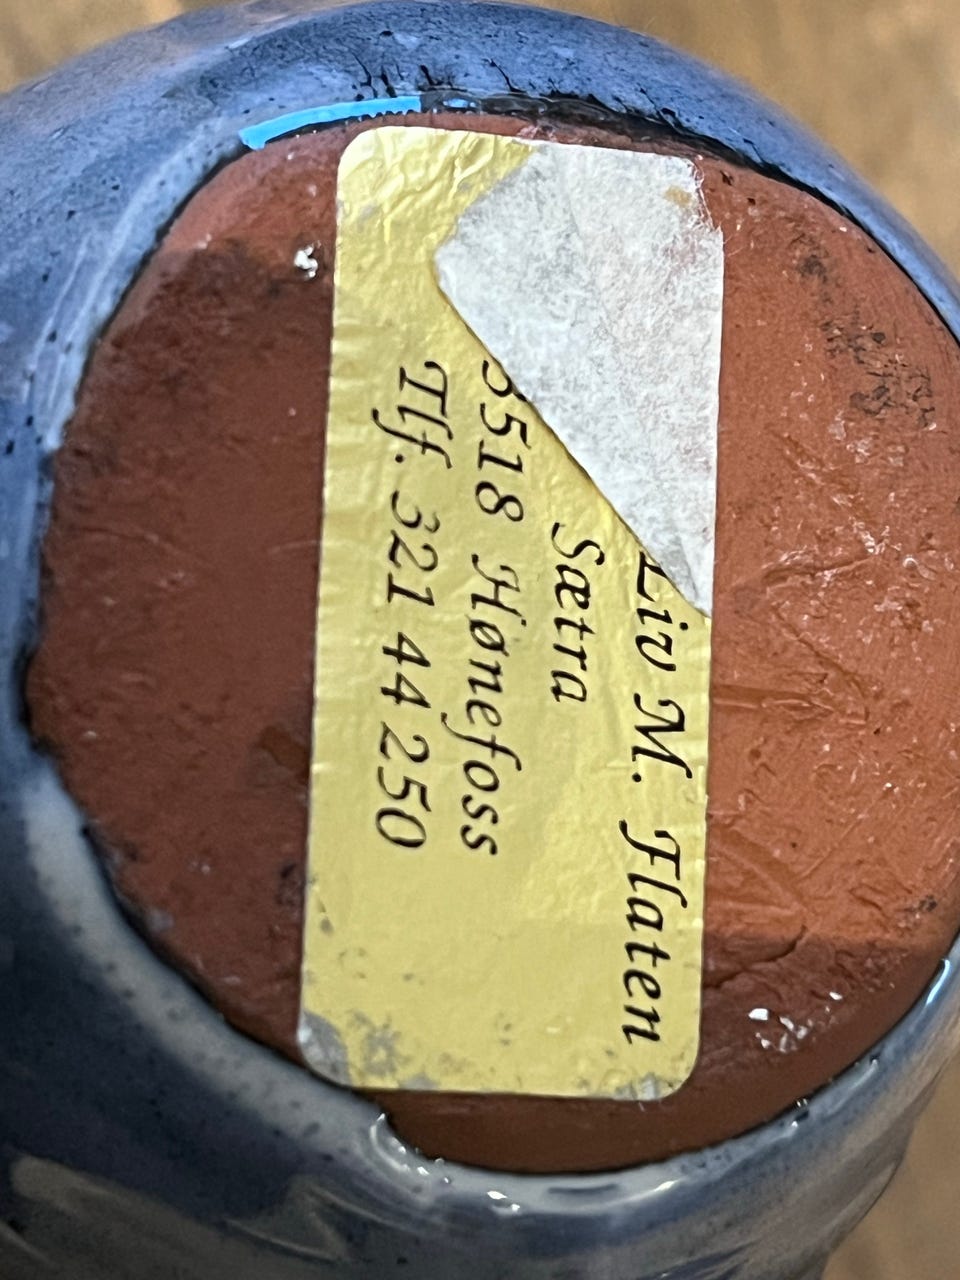 Liv M. Flaten
Sætra
3518 Hønefoss
Tlf. 321 44 250